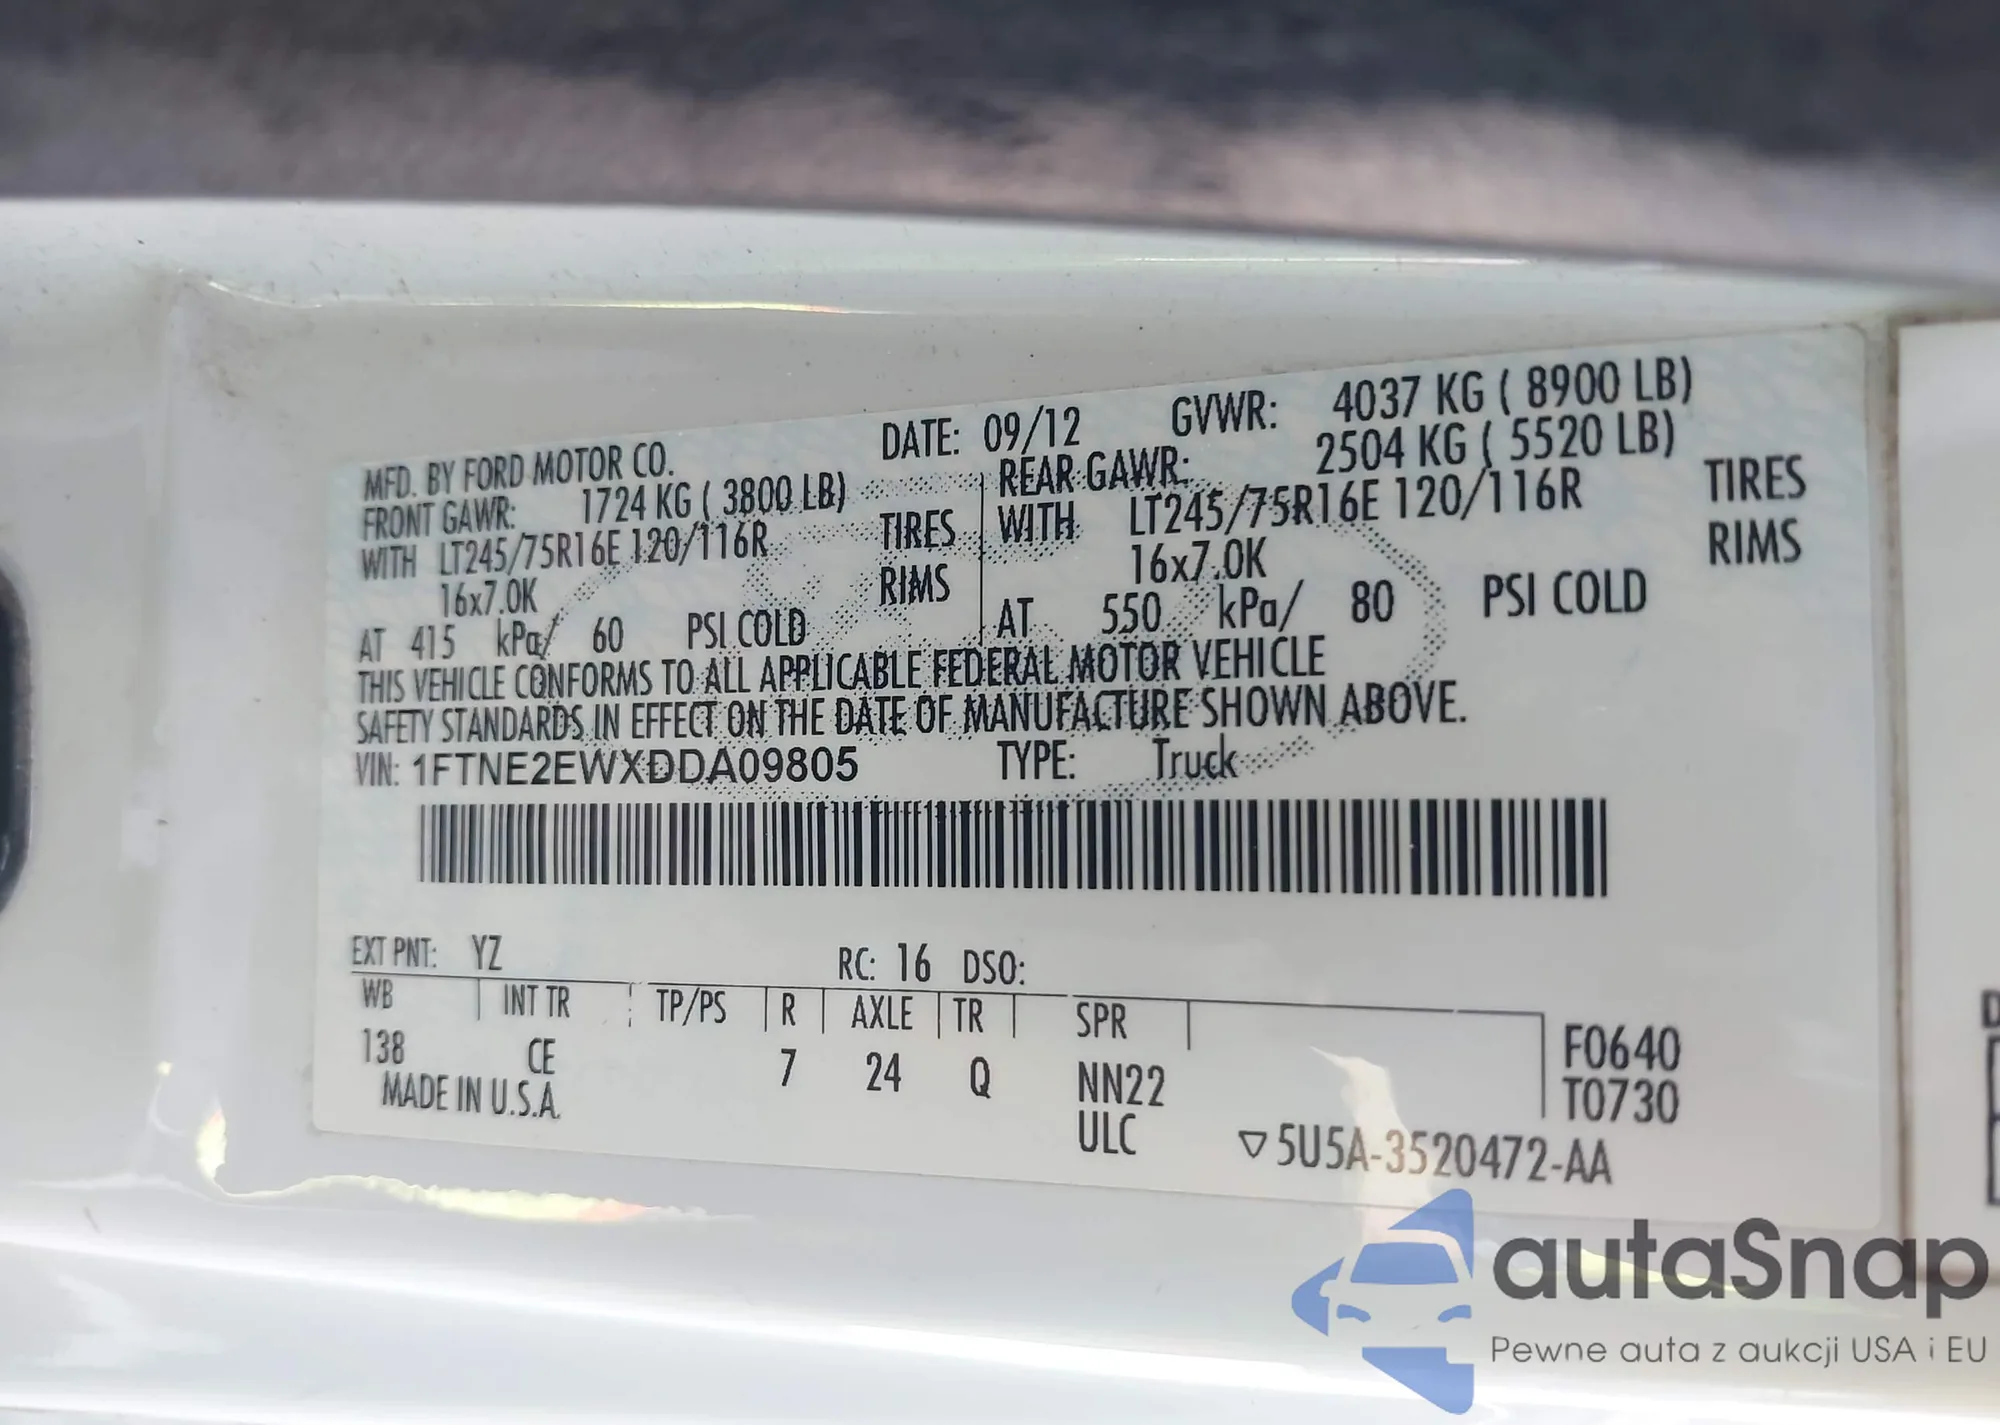 MFD. BY FORD MOTOR CO. DATE: 09/12 GVWR: 4037 KG ( 8900 LB)
FRONT GAWR: 1724 KG ( 3800 LB) REAR GAWR: 2504 KG ( 5520 LB)
WITH LT245/75R16E 120/116R TIRES WITH LT245/75R16E 120/116R TIRES
16x7.0K RIMS 16x7.0K RIMS
AT 415 kPa/ 60 PSI COLD AT 550 kPa/ 80 PSI COLD
THIS VEHICLE CONFORMS TO ALL APPLICABLE FEDERAL MOTOR VEHICLE
SAFETY STANDARDS IN EFFECT ON THE DATE OF MANUFACTURE SHOWN ABOVE.
VIN: 1FTNE2EWXDDA09805 TYPE: Truck
EXT PNT: YZ RC: 16 DSO:
WB INT TR TP/PS R AXLE TR SPR
138 CE 7 24 Q NN22 F0640
MADE IN U.S.A. ULC T0730
▽5U5A-3520472-AA
autaSnap
Pewne auta z aukcji USA i EU